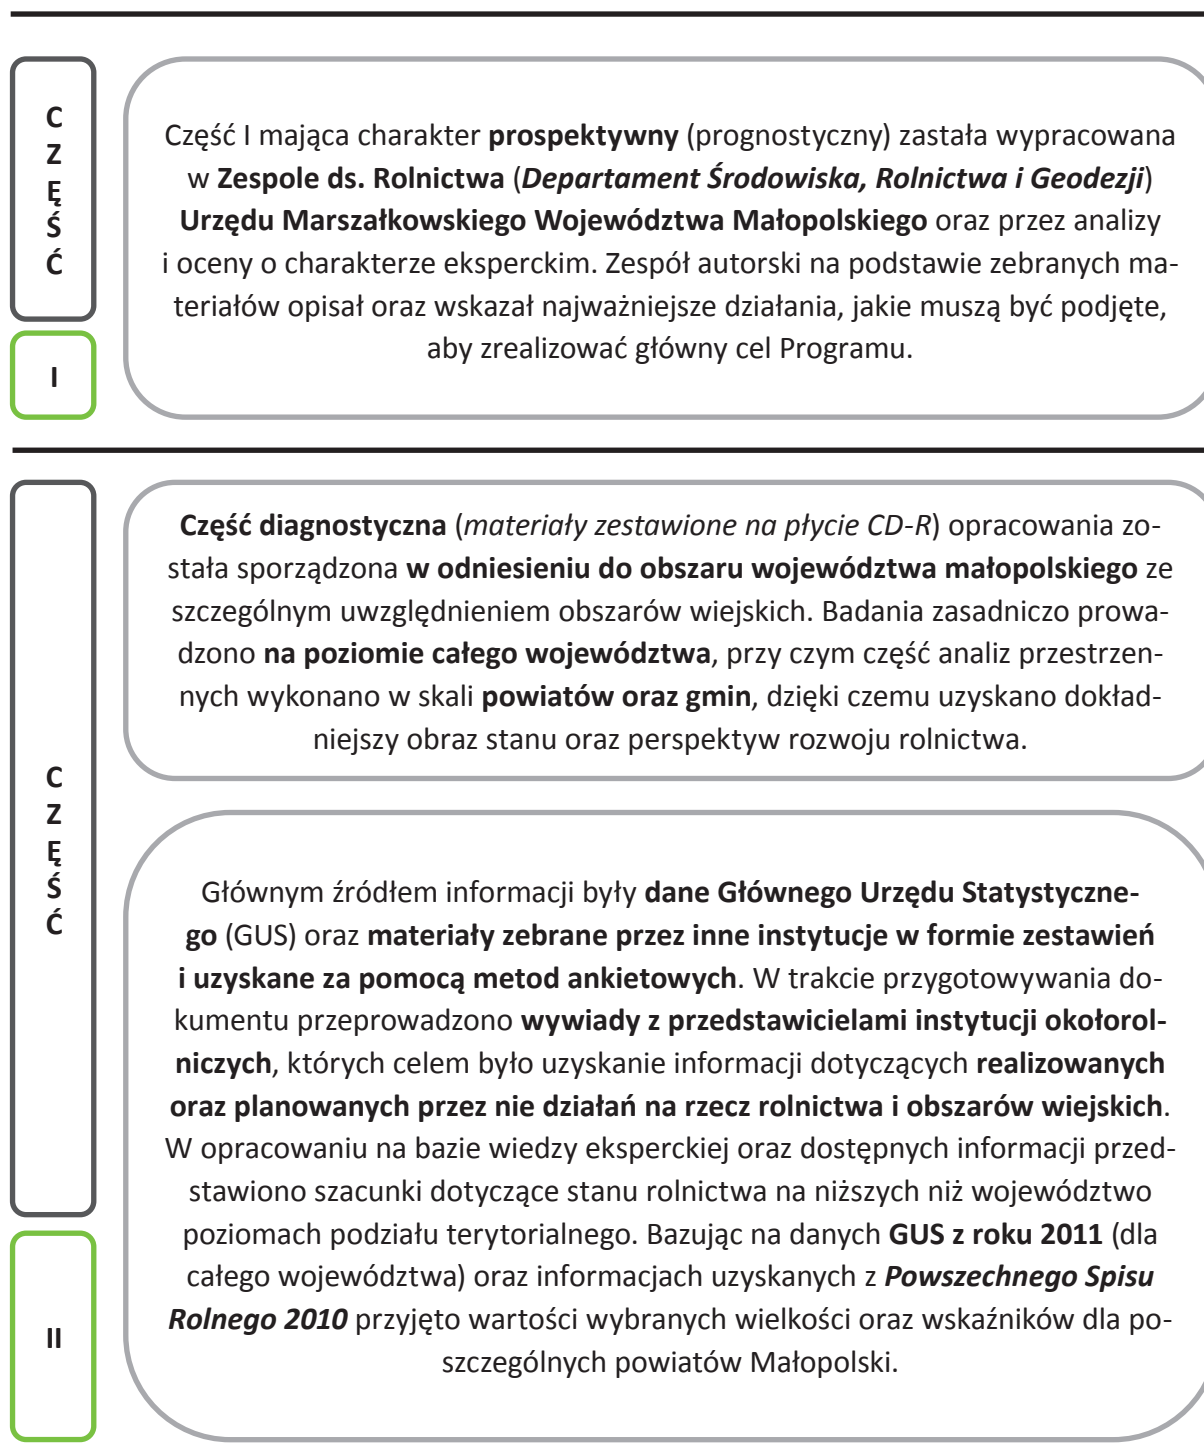 C
Z
Ę
Ś
Ć
I
Część I mająca charakter prospektywny (prognostyczny) zastała wypracowana
w Zespole ds. Rolnictwa (Departament Środowiska, Rolnictwa i Geodezji)
Urzędu Marszałkowskiego Województwa Małopolskiego oraz przez analizy
i oceny o charakterze eksperckim. Zespół autorski na podstawie zebranych ma-
teriałów opisał oraz wskazał najważniejsze działania, jakie muszą być podjęte,
aby zrealizować główny cel Programu.
C
Z
Ę
Ś
Ć
II
Część diagnostyczna (materiały zestawione na płycie CD-R) opracowania zo-
stała sporządzona w odniesieniu do obszaru województwa małopolskiego ze
szczególnym uwzględnieniem obszarów wiejskich. Badania zasadniczo prowa-
dzono na poziomie całego województwa, przy czym część analiz przestrzen-
nych wykonano w skali powiatów oraz gmin, dzięki czemu uzyskano dokład-
niejszy obraz stanu oraz perspektyw rozwoju rolnictwa.
Głównym źródłem informacji były dane Głównego Urzędu Statystyczne-
go (GUS) oraz materiały zebrane przez inne instytucje w formie zestawień
i uzyskane za pomocą metod ankietowych. W trakcie przygotowywania do-
kumentu przeprowadzono wywiady z przedstawicielami instytucji okołorol-
niczych, których celem było uzyskanie informacji dotyczących realizowanych
oraz planowanych przez nie działań na rzecz rolnictwa i obszarów wiejskich.
W opracowaniu na bazie wiedzy eksperckiej oraz dostępnych informacji przed-
stawiono szacunki dotyczące stanu rolnictwa na niższych niż województwo
poziomach podziału terytorialnego. Bazując na danych GUS z roku 2011 (dla
całego województwa) oraz informacjach uzyskanych z Powszechnego Spisu
Rolnego 2010 przyjęto wartości wybranych wielkości oraz wskaźników dla po-
szczególnych powiatów Małopolski.